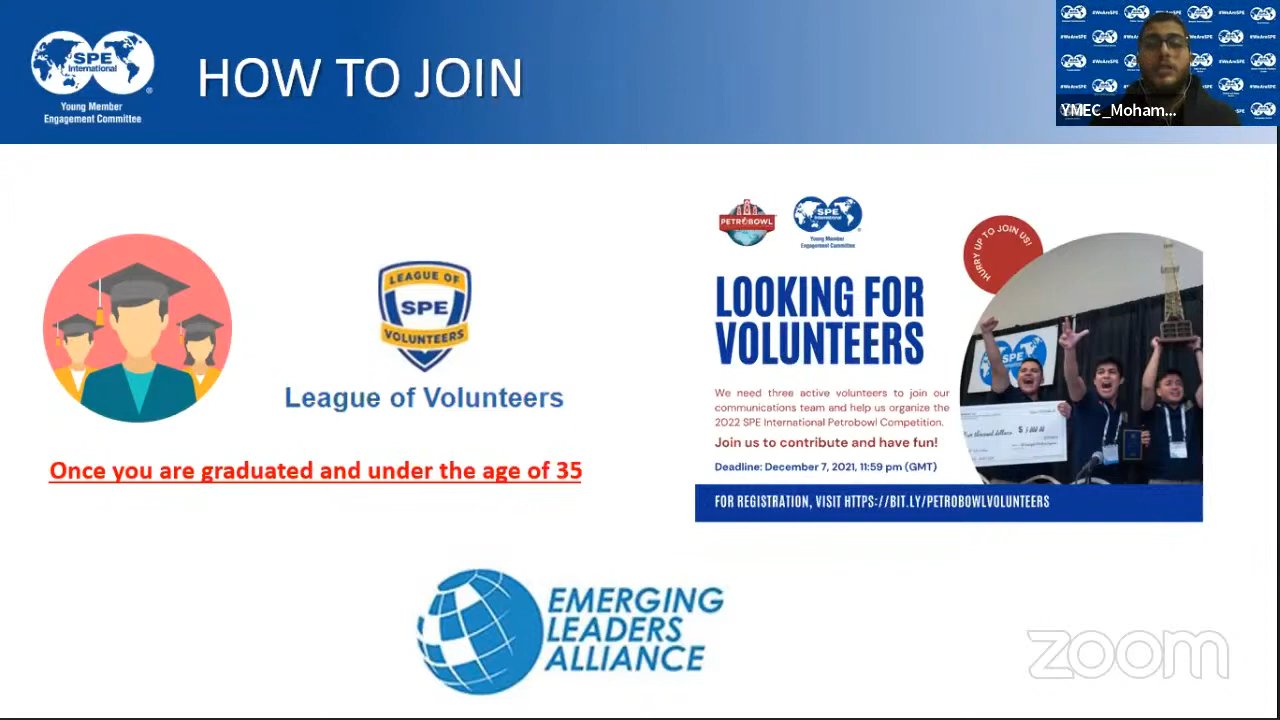 SPE
International
Young Member
Engagement Committee
HOW TO JOIN
#WeAreSPE
YMEC_Moham...
LEAGUE OF
SPE
VOLUNTEERS
League of Volunteers
Once you are graduated and under the age of 35
PETROBOWL
SPE
International
Young Member
Engagement Committee
HURRY UP TO JOIN US!
LOOKING FOR
VOLUNTEERS
We need three active volunteers to join our
communications team and help us organize the
2022 SPE International Petrobowl Competition.
Join us to contribute and have fun!
Deadline: December 7, 2021, 11:59 pm (GMT)
FOR REGISTRATION, VISIT HTTPS://BIT.LY/PETROBOWLVOLUNTEERS
SPE
EMERGING
LEADERS
ALLIANCE
zoom